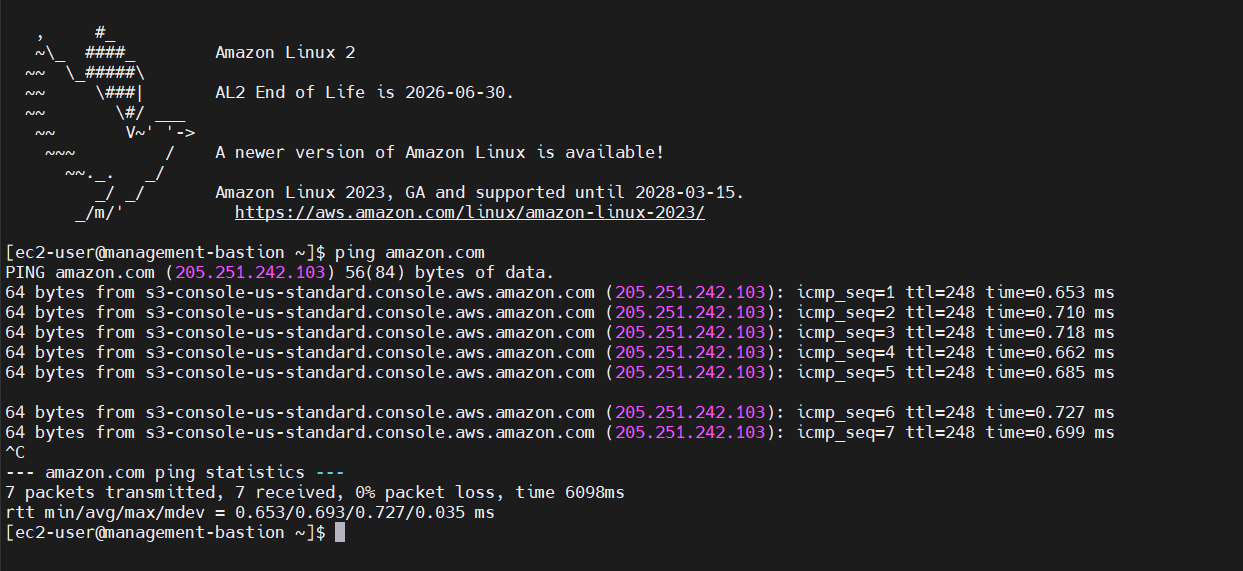 ,     #_
   ~\_  ####_        Amazon Linux 2
  ~~  \_#####\
  ~~     \###|       AL2 End of Life is 2026-06-30.
  ~~       \#/ ___
   ~~       V~' '->
    ~~~         /    A newer version of Amazon Linux is available!
      ~~._.   _/
         _/ _/       Amazon Linux 2023, GA and supported until 2028-03-15.
       _/m/'           https://aws.amazon.com/linux/amazon-linux-2023/

[ec2-user@management-bastion ~]$ ping amazon.com
PING amazon.com (205.251.242.103) 56(84) bytes of data.
64 bytes from s3-console-us-standard.console.aws.amazon.com (205.251.242.103): icmp_seq=1 ttl=248 time=0.653 ms
64 bytes from s3-console-us-standard.console.aws.amazon.com (205.251.242.103): icmp_seq=2 ttl=248 time=0.710 ms
64 bytes from s3-console-us-standard.console.aws.amazon.com (205.251.242.103): icmp_seq=3 ttl=248 time=0.718 ms
64 bytes from s3-console-us-standard.console.aws.amazon.com (205.251.242.103): icmp_seq=4 ttl=248 time=0.662 ms
64 bytes from s3-console-us-standard.console.aws.amazon.com (205.251.242.103): icmp_seq=5 ttl=248 time=0.685 ms

64 bytes from s3-console-us-standard.console.aws.amazon.com (205.251.242.103): icmp_seq=6 ttl=248 time=0.727 ms
64 bytes from s3-console-us-standard.console.aws.amazon.com (205.251.242.103): icmp_seq=7 ttl=248 time=0.699 ms
^C
--- amazon.com ping statistics ---
7 packets transmitted, 7 received, 0% packet loss, time 6098ms
rtt min/avg/max/mdev = 0.653/0.693/0.727/0.035 ms
[ec2-user@management-bastion ~]$